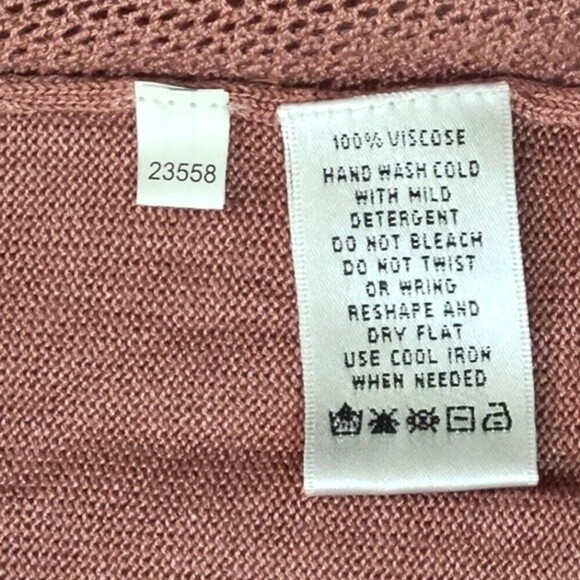 23558
100% VISCOSE
HAND WASH COLD
WITH MILD
DETERGENT
DO NOT BLEACH
DO NOT TWIST
OR WRING
RESHAPE AND
DRY FLAT
USE COOL IRON
WHEN NEEDED